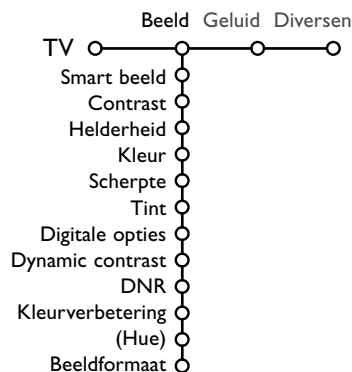 Beeld Geluid Diversen
TV
Smart beeld
Contrast
Helderheid
Kleur
Scherpte
Tint
Digitale opties
Dynamic contrast
DNR
Kleurverbetering
(Hue)
Beeldformaat